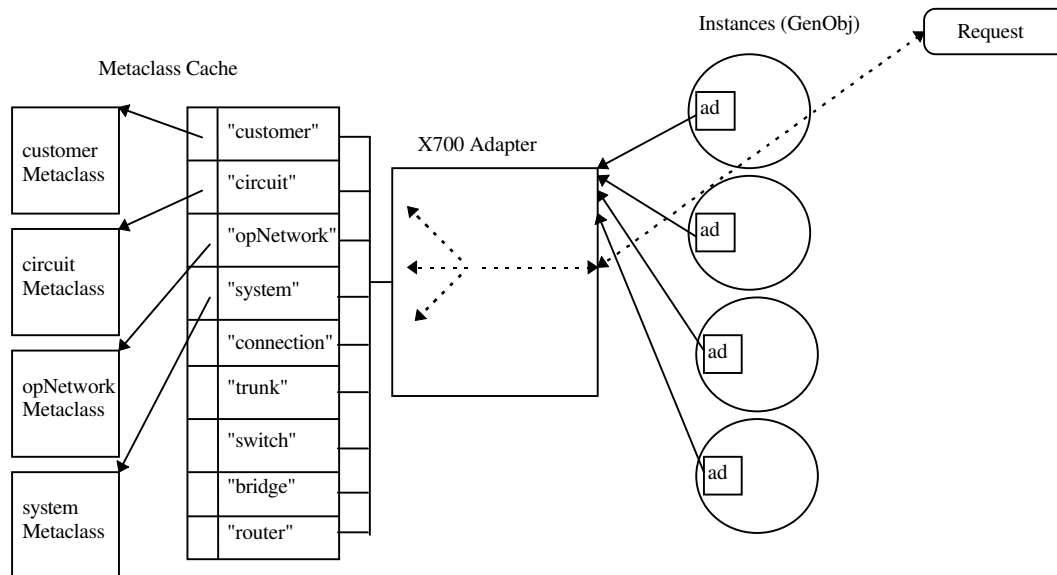 Instances (GenObj)
Request
Metaclass Cache
X700 Adapter
customer
Metaclass
circuit
Metaclass
opNetwork
Metaclass
system
Metaclass
"customer"
"circuit"
"opNetwork"
"system"
"connection"
"trunk"
"switch"
"bridge"
"router"
ad
ad
ad
ad